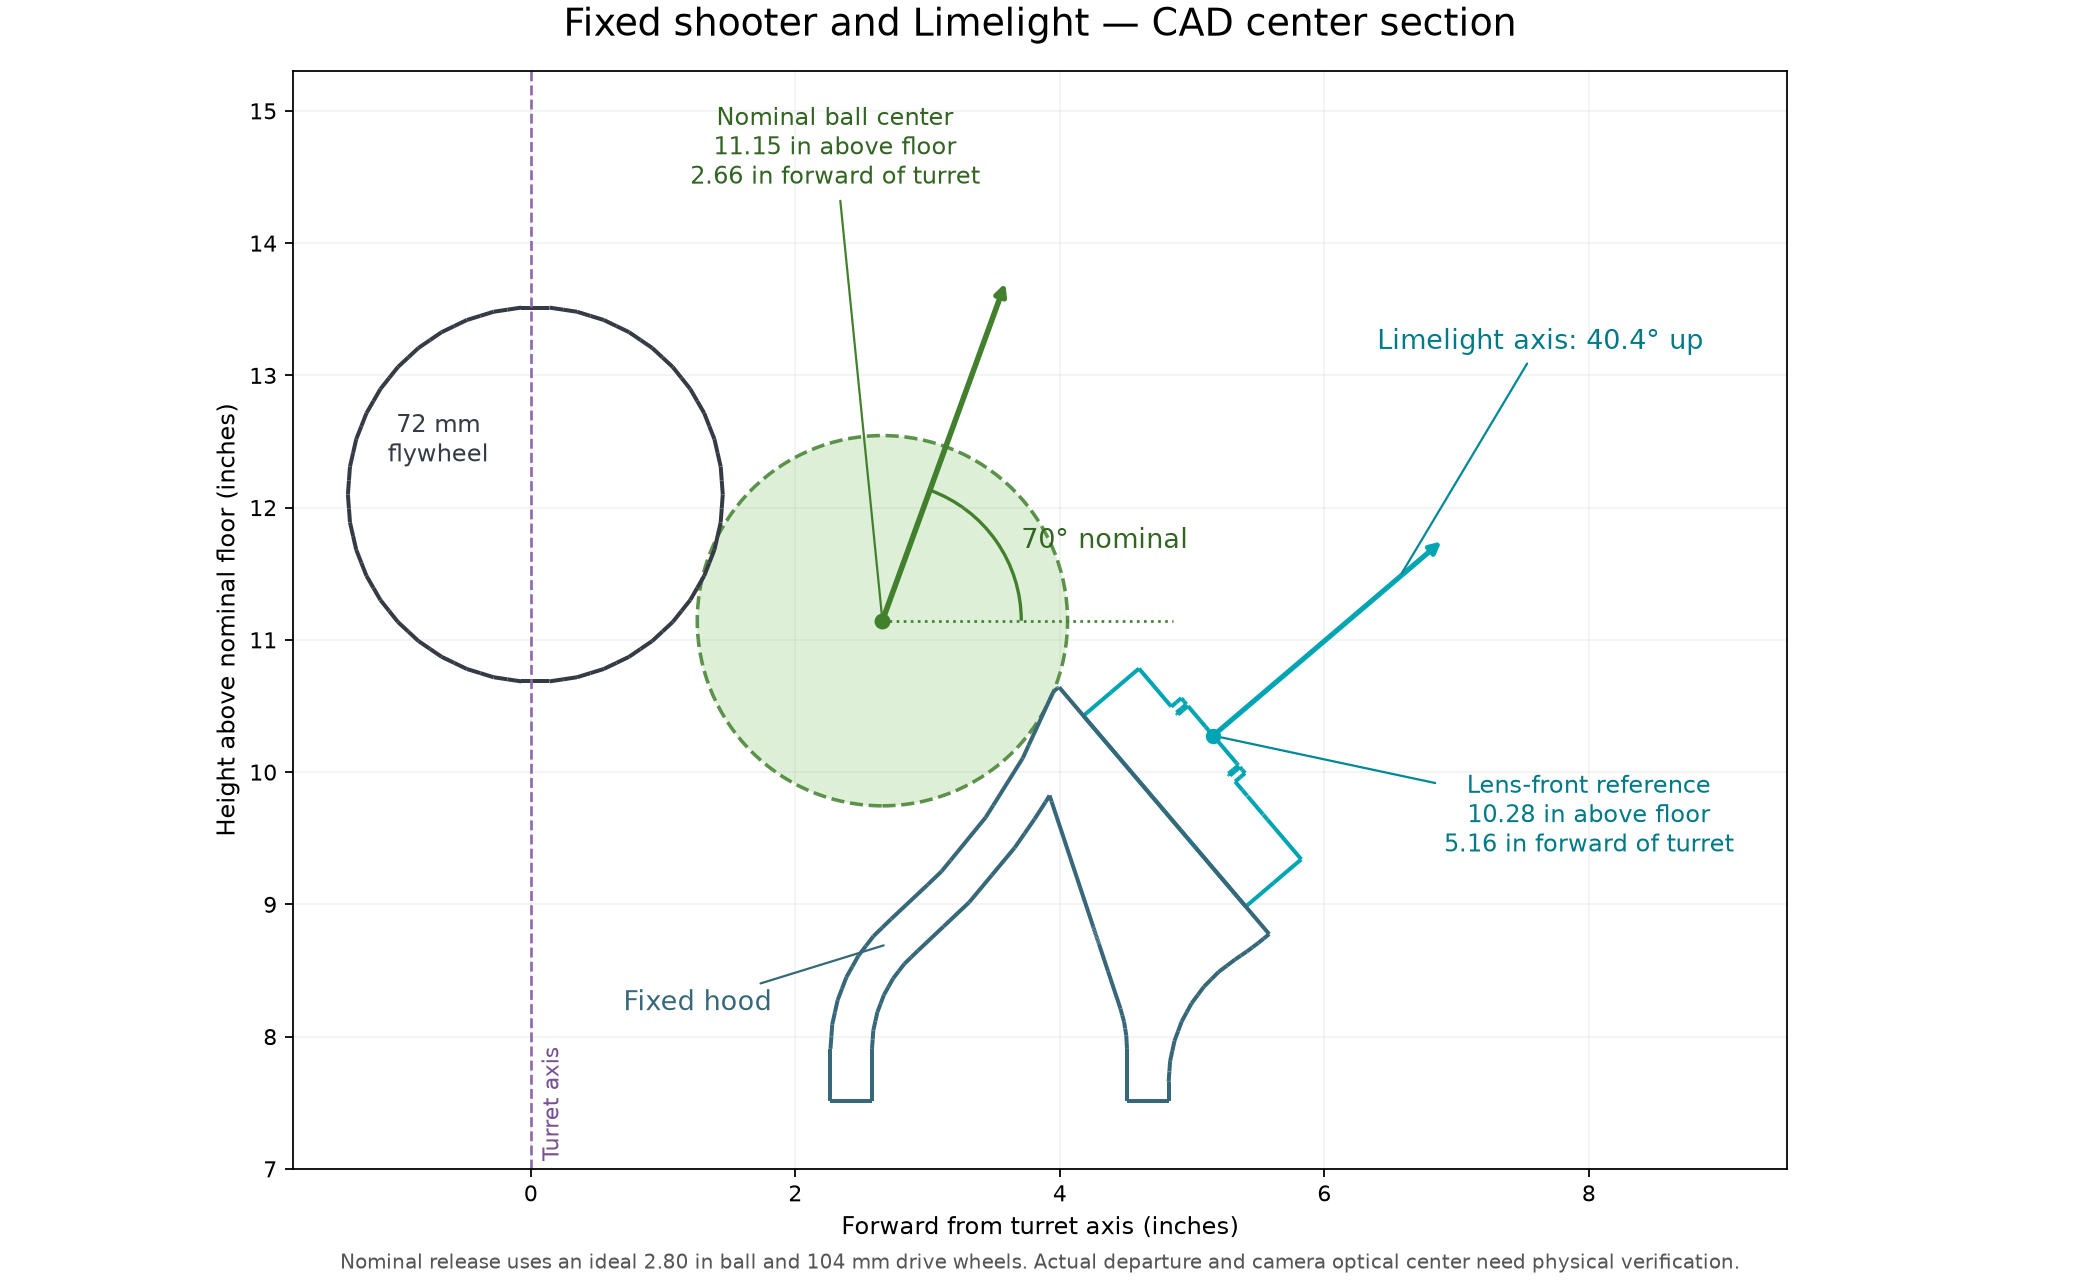 Fixed shooter and Limelight — CAD center section
Nominal ball center
11.15 in above floor
2.66 in forward of turret
Limelight axis: 40.4° up
72 mm
flywheel
70° nominal
Lens-front reference
10.28 in above floor
5.16 in forward of turret
Fixed hood
Turret axis
Height above nominal floor (inches)
15
14
13
12
11
10
9
8
7
0
2
4
6
8
Forward from turret axis (inches)
Nominal release uses an ideal 2.80 in ball and 104 mm drive wheels. Actual departure and camera optical center need physical verification.